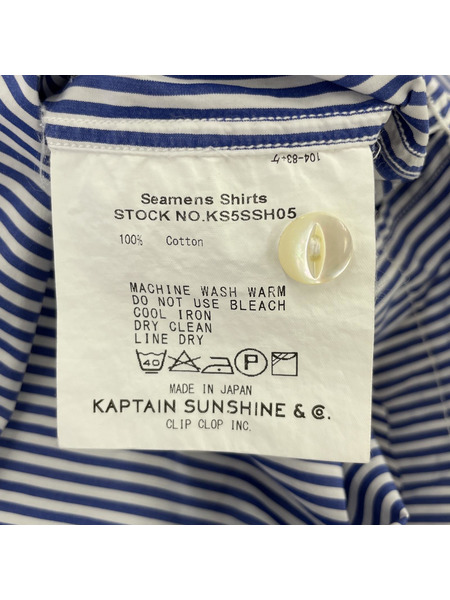 104-83-ケ
Seamens Shirts
STOCK NO.KS5SSH05
100% Cotton
MACHINE WASH WARM
DO NOT USE BLEACH
COOL IRON
DRY CLEAN
LINE DRY
40 P
MADE IN JAPAN
KAPTAIN SUNSHINE & Co.
CLIP CLOP INC.